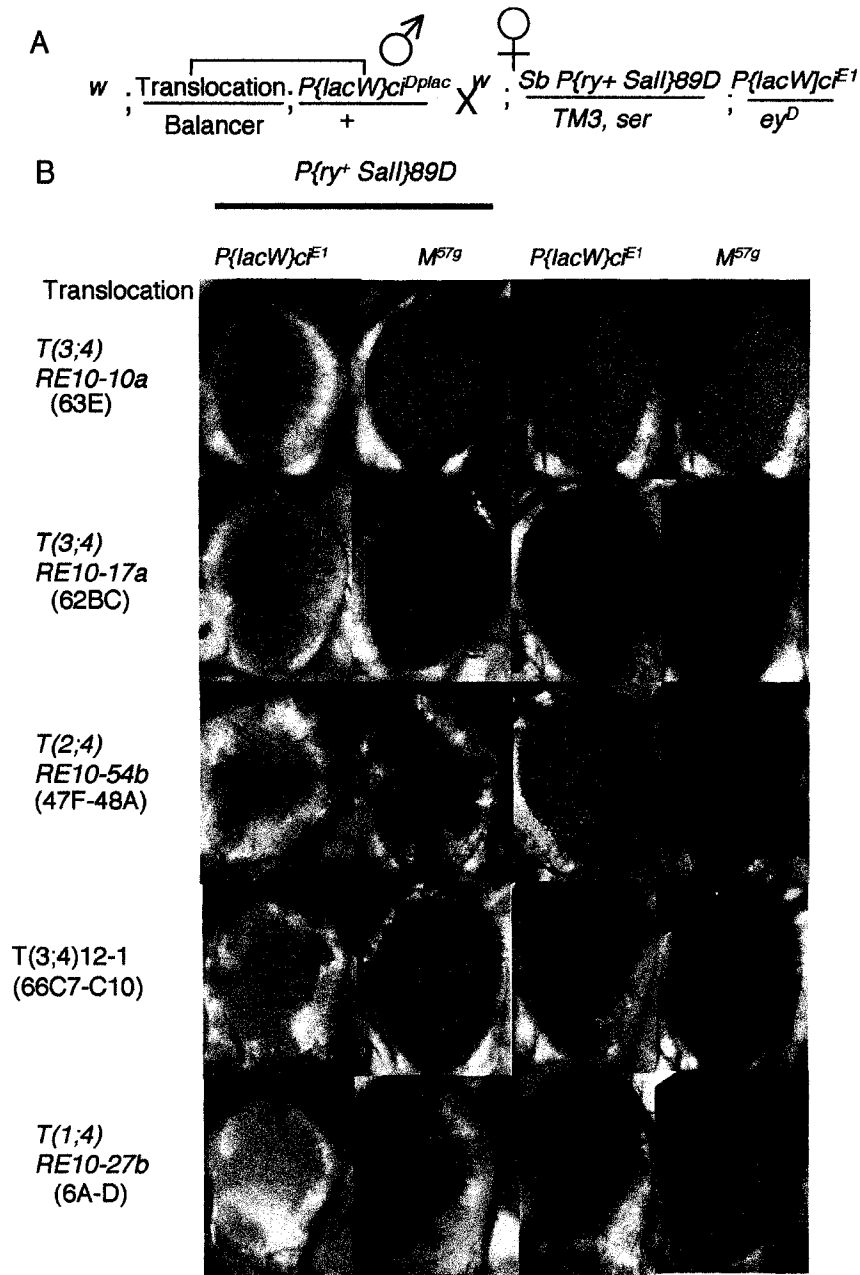 A
♂ ♀
w ; Translocation / Balancer ; P{lacW}ci^Dplac / + X w ; Sb P{ry+ SalI}89D / TM3, ser ; P{lacW]ci^E1 / ey^D
B
P{ry+ SalI}89D
P{lacW}ci^E1 M^57g P{lacW}ci^E1 M^57g
Translocation
T(3;4)
RE10-10a
(63E)
T(3;4)
RE10-17a
(62BC)
T(2;4)
RE10-54b
(47F-48A)
T(3;4)12-1
(66C7-C10)
T(1;4)
RE10-27b
(6A-D)